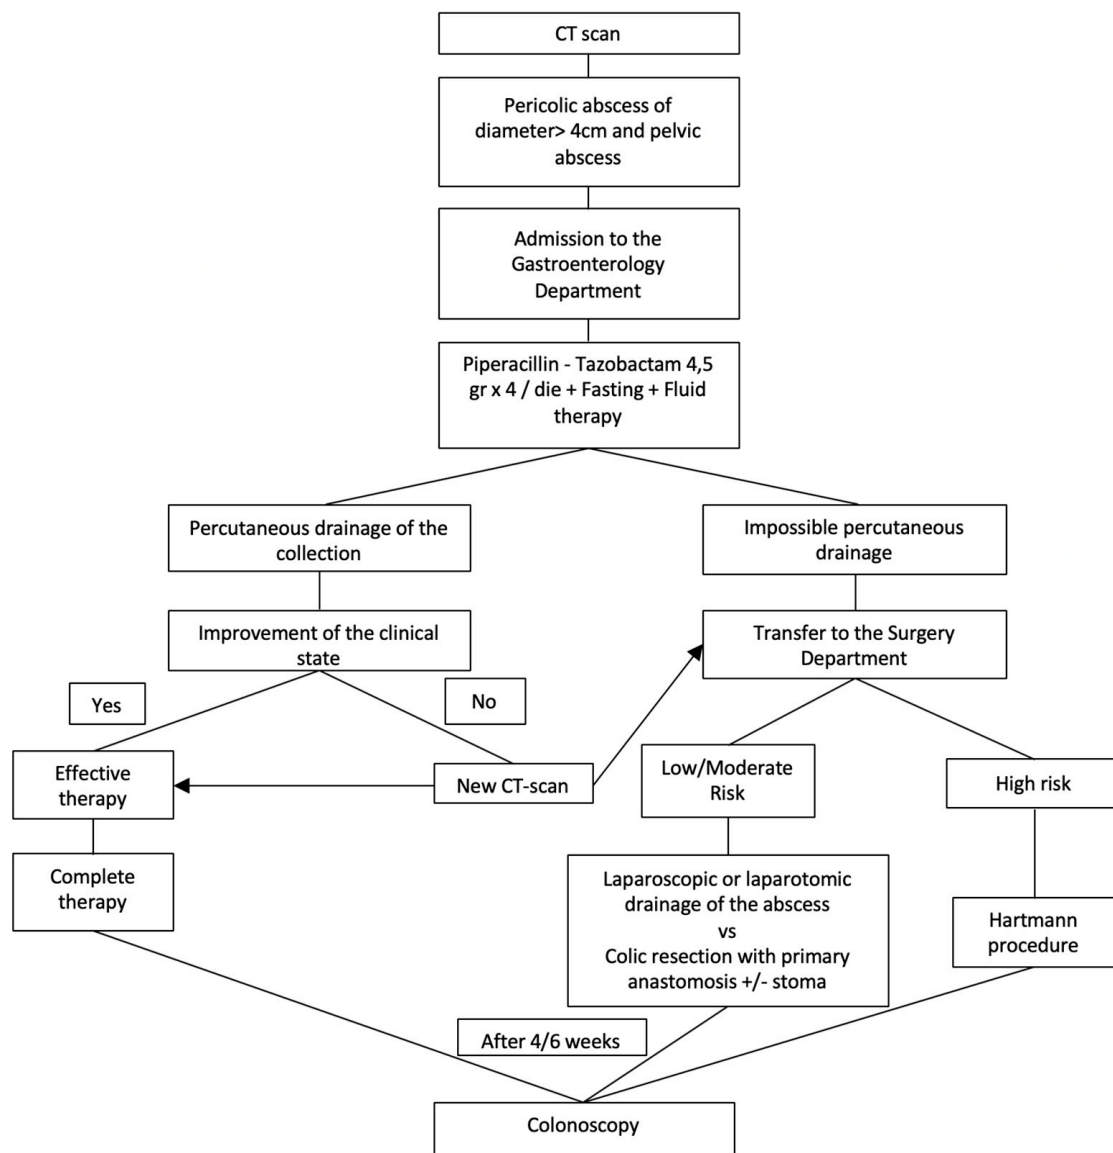 CT scan
Pericolic abscess of
diameter> 4cm and pelvic
abscess
Admission to the
Gastroenterology
Department
Piperacillin - Tazobactam 4,5
gr x 4 / die + Fasting + Fluid
therapy
Percutaneous drainage of the
collection
Impossible percutaneous
drainage
Improvement of the clinical
state
Transfer to the Surgery
Department
Yes
No
Effective
therapy
New CT-scan
Low/Moderate
Risk
High risk
Complete
therapy
Laparoscopic or laparotomic
drainage of the abscess
vs
Colic resection with primary
anastomosis +/- stoma
Hartmann
procedure
After 4/6 weeks
Colonoscopy